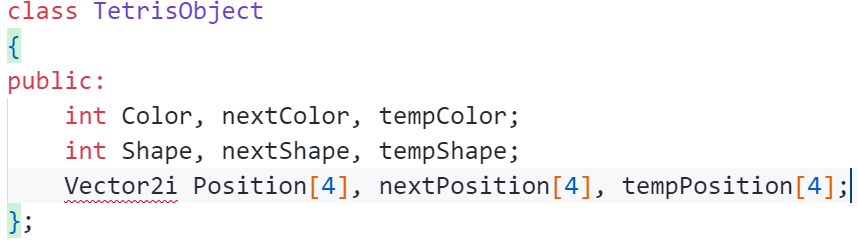 class TetrisObject
{
public:
    int Color, nextColor, tempColor;
    int Shape, nextShape, tempShape;
    Vector2i Position[4], nextPosition[4], tempPosition[4];
};